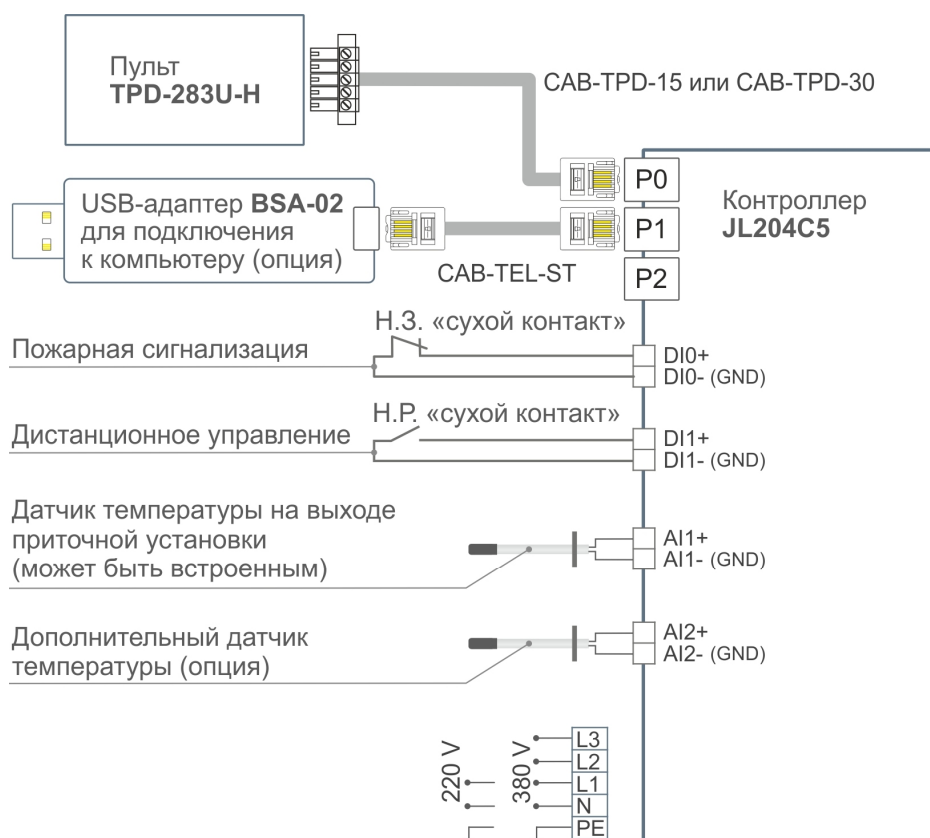 Пульт
TPD-283U-H
CAB-TPD-15 или CAB-TPD-30
P0
Контроллер
JL204C5
USB-адаптер BSA-02
для подключения
к компьютеру (опция)
P1
CAB-TEL-ST
P2
Н.З. «сухой контакт»
Пожарная сигнализация
DI0+
DI0- (GND)
Н.Р. «сухой контакт»
Дистанционное управление
DI1+
DI1- (GND)
Датчик температуры на выходе
приточной установки
(может быть встроенным)
AI1+
AI1- (GND)
Дополнительный датчик
температуры (опция)
AI2+
AI2- (GND)
220 V
380 V
L3
L2
L1
N
PE